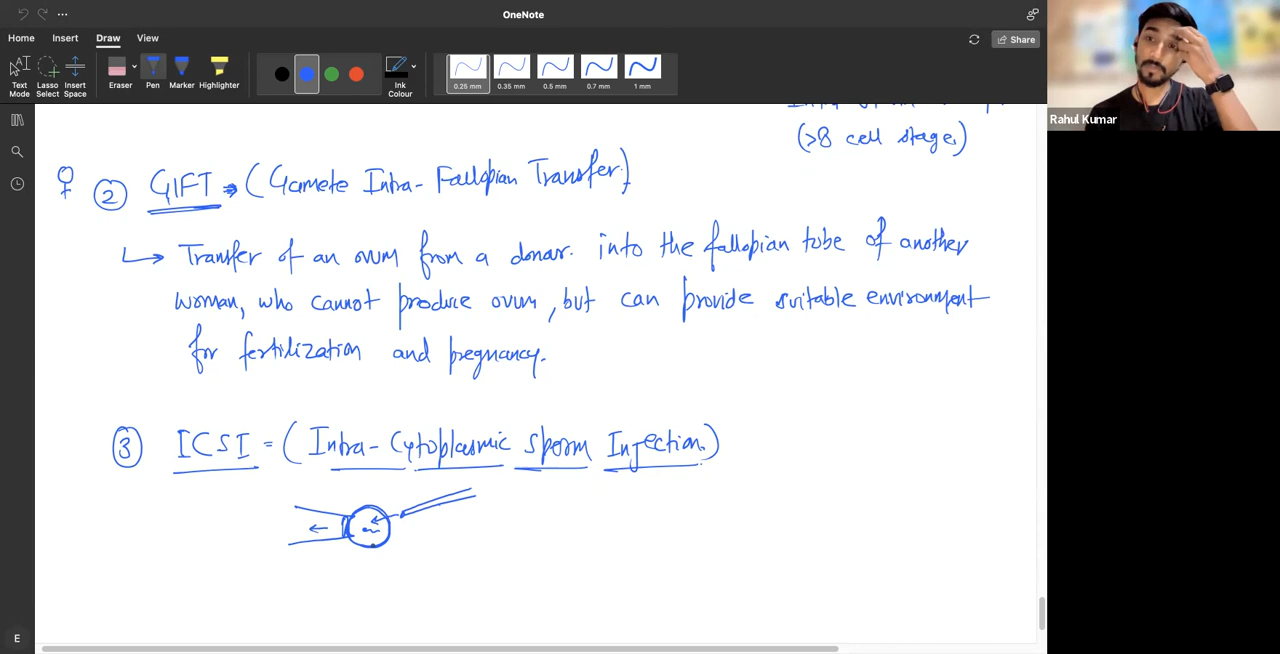 OneNote
Home Insert Draw View
Share
Text Mode
Lasso Select
Insert Space
Eraser
Pen
Marker
Highlighter
Ink Colour
0.25 mm
0.35 mm
0.5 mm
0.7 mm
1 mm
Rahul Kumar
(>8 cell stage)
♀ ② GIFT → (Gamete Intra-Fallopian Transfer)
↳ Transfer of an ovum from a donar. into the fallopian tube of another
woman, who cannot produce ovum, but can provide suitable environment
for fertilization and pregnancy.
③ ICSI = (Intra-Cytoplasmic Sperm Injection)
E